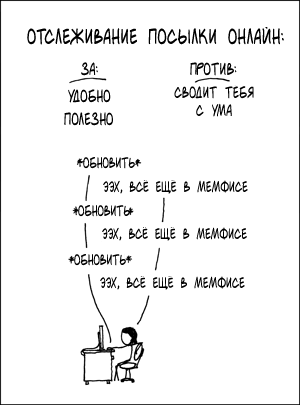 ОТСЛЕЖИВАНИЕ ПОСЫЛКИ ОНЛАЙН:
ЗА:
УДОБНО
ПОЛЕЗНО
ПРОТИВ:
СВОДИТ ТЕБЯ
С УМА
*ОБНОВИТЬ*
ЭЭХ, ВСЁ ЕЩЁ В МЕМФИСЕ
*ОБНОВИТЬ*
ЭЭХ, ВСЁ ЕЩЁ В МЕМФИСЕ
*ОБНОВИТЬ*
ЭЭХ, ВСЁ ЕЩЁ В МЕМФИСЕ